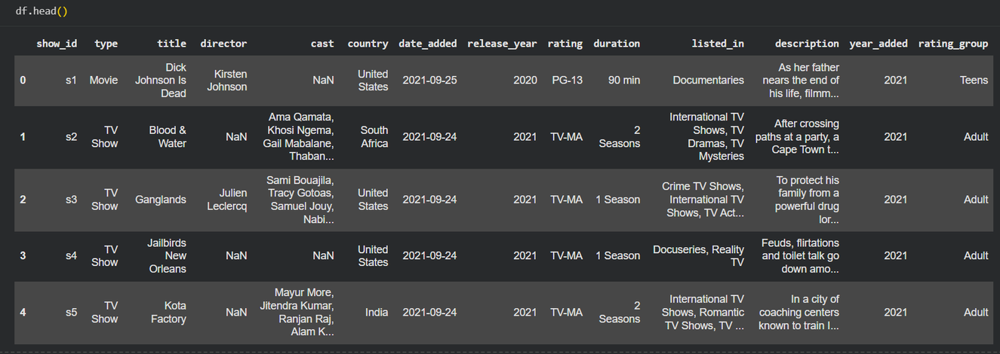 df.head()
show_id type title director cast country date_added release_year rating duration listed_in description year_added rating_group
0 s1 Movie Dick Johnson Is Dead Kirsten Johnson NaN United States 2021-09-25 2020 PG-13 90 min Documentaries As her father nears the end of his life, filmm... 2021 Teens
1 s2 TV Show Blood & Water NaN Ama Qamata, Khosi Ngema, Gail Mabalane, Thaban... South Africa 2021-09-24 2021 TV-MA 2 Seasons International TV Shows, TV Dramas, TV Mysteries After crossing paths at a party, a Cape Town t... 2021 Adult
2 s3 TV Show Ganglands Julien Leclercq Sami Bouajila, Tracy Gotoas, Samuel Jouy, Nabi... United States 2021-09-24 2021 TV-MA 1 Season Crime TV Shows, International TV Shows, TV Act... To protect his family from a powerful drug lor... 2021 Adult
3 s4 TV Show Jailbirds New Orleans NaN NaN United States 2021-09-24 2021 TV-MA 1 Season Docuseries, Reality TV Feuds, flirtations and toilet talk go down amo... 2021 Adult
4 s5 TV Show Kota Factory NaN Mayur More, Jitendra Kumar, Ranjan Raj, Alam K... India 2021-09-24 2021 TV-MA 2 Seasons International TV Shows, Romantic TV Shows, TV ... In a city of coaching centers known to train I... 2021 Adult